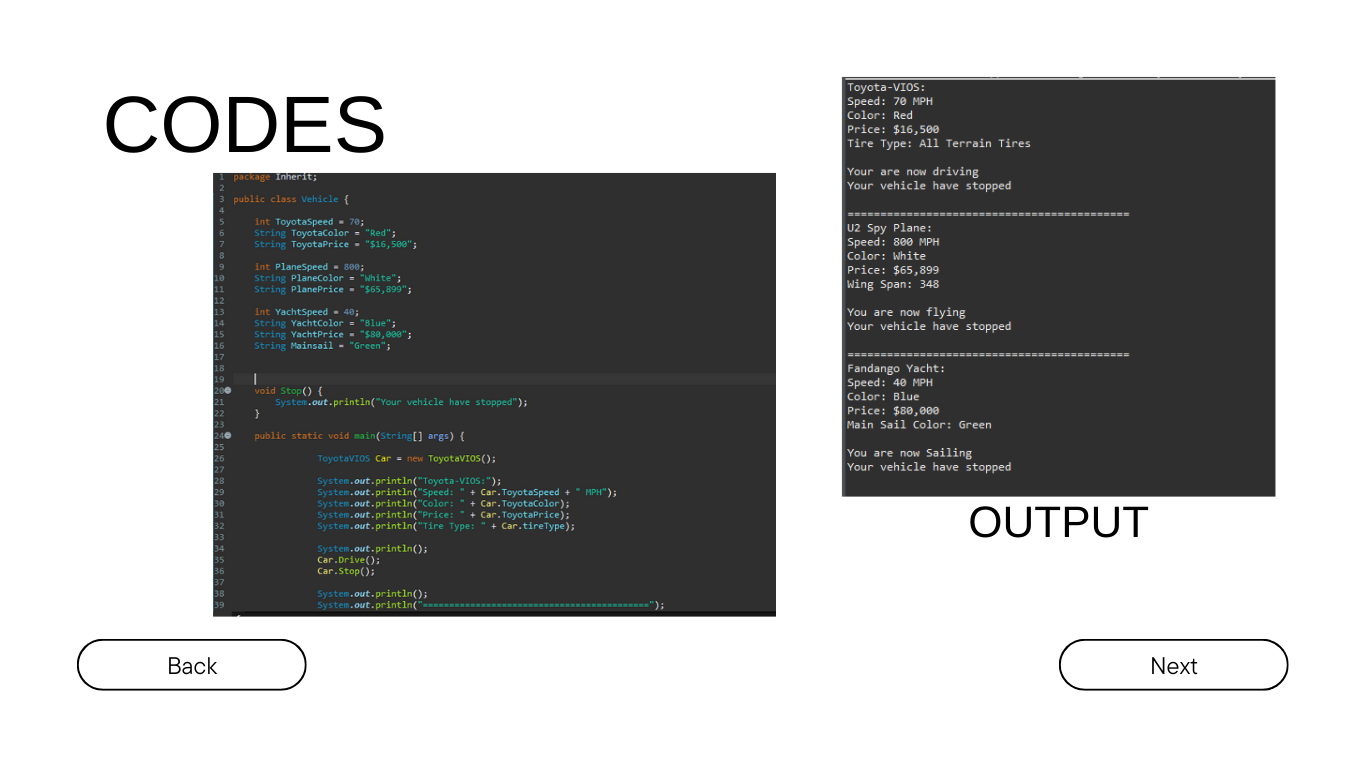 CODES
1 package Inherit;
2
3 public class Vehicle {
4
5 int ToyotaSpeed = 70;
6 String ToyotaColor = "Red";
7 String ToyotaPrice = "$16,500";
8
9 int PlaneSpeed = 800;
10 String PlaneColor = "White";
11 String PlanePrice = "$65,899";
12
13 int YachtSpeed = 40;
14 String YachtColor = "Blue";
15 String YachtPrice = "$80,000";
16 String Mainsail = "Green";
17
18
19
20 void Stop() {
21 System.out.println("Your vehicle have stopped");
22 }
23
24 public static void main(String[] args) {
25
26 ToyotaVIOS Car = new ToyotaVIOS();
27
28 System.out.println("Toyota-VIOS:");
29 System.out.println("Speed: " + Car.ToyotaSpeed + " MPH");
30 System.out.println("Color: " + Car.ToyotaColor);
31 System.out.println("Price: " + Car.ToyotaPrice);
32 System.out.println("Tire Type: " + Car.tireType);
33
34 System.out.println();
35 Car.Drive();
36 Car.Stop();
37
38 System.out.println();
39 System.out.println("===========================================");
Toyota-VIOS:
Speed: 70 MPH
Color: Red
Price: $16,500
Tire Type: All Terrain Tires
Your are now driving
Your vehicle have stopped
===========================================
U2 Spy Plane:
Speed: 800 MPH
Color: White
Price: $65,899
Wing Span: 348
You are now flying
Your vehicle have stopped
===========================================
Fandango Yacht:
Speed: 40 MPH
Color: Blue
Price: $80,000
Main Sail Color: Green
You are now Sailing
Your vehicle have stopped
OUTPUT
Back
Next